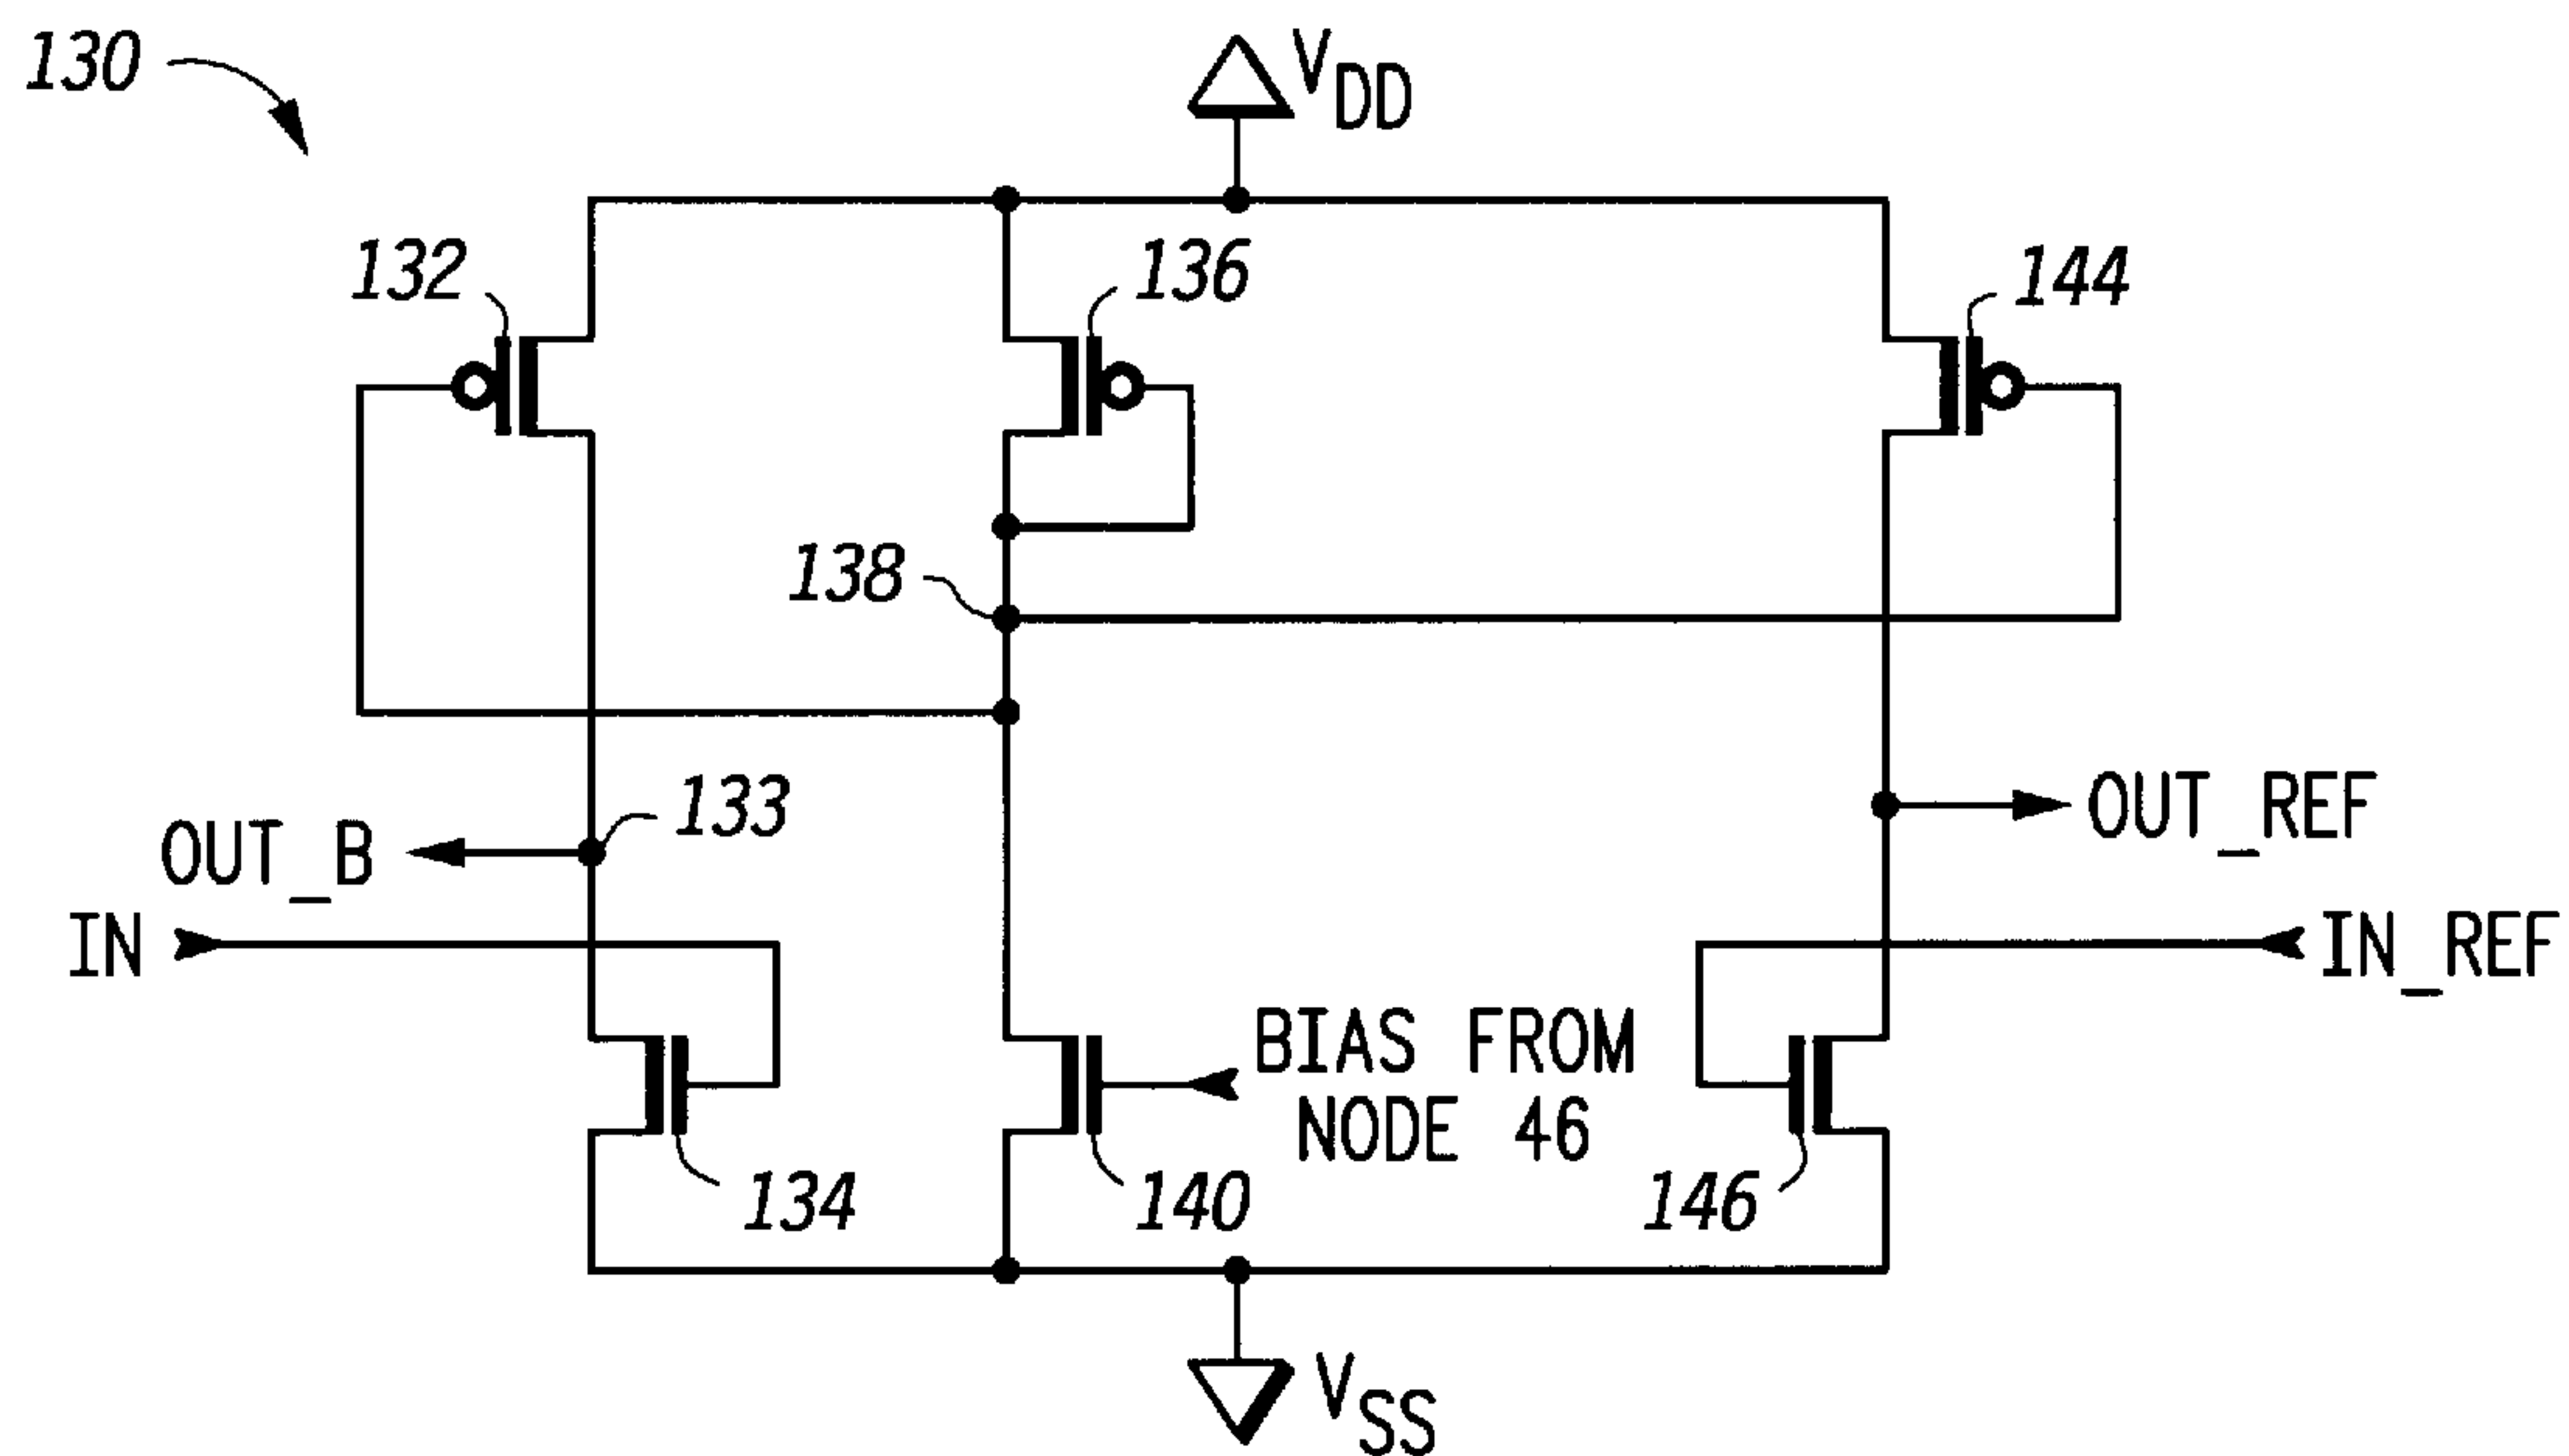 130
VDD
132
136
144
138
133
OUT_REF
OUT_B
IN
IN_REF
BIAS FROM
NODE 46
134
140
146
VSS